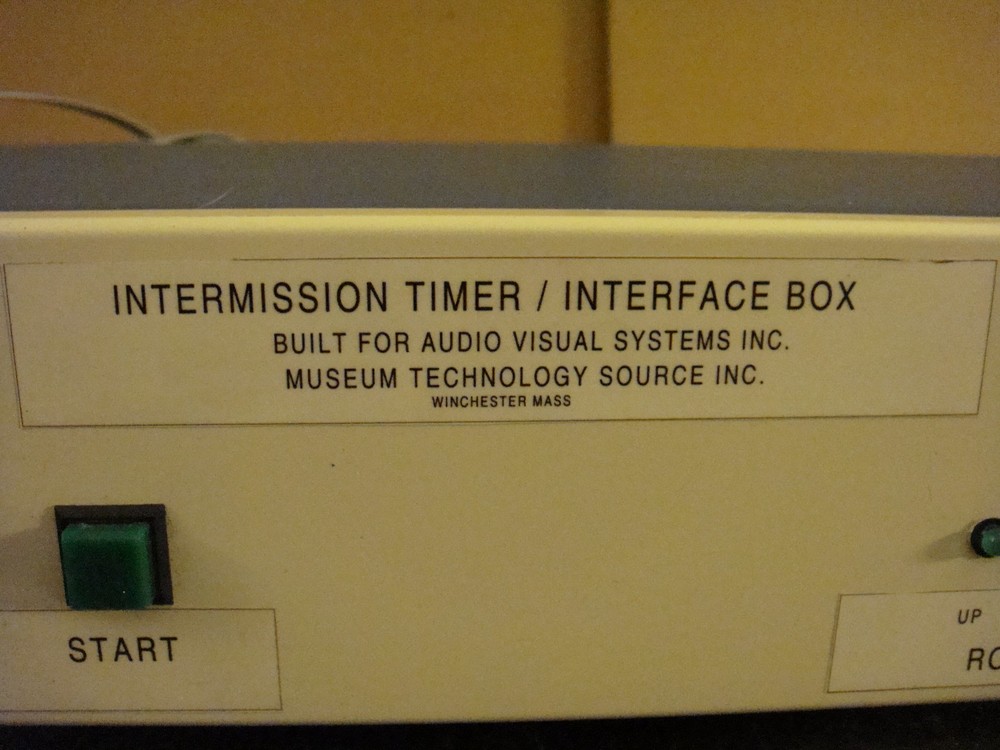 INTERMISSION TIMER / INTERFACE BOX
BUILT FOR AUDIO VISUAL SYSTEMS INC.
MUSEUM TECHNOLOGY SOURCE INC.
WINCHESTER MASS
START
UP